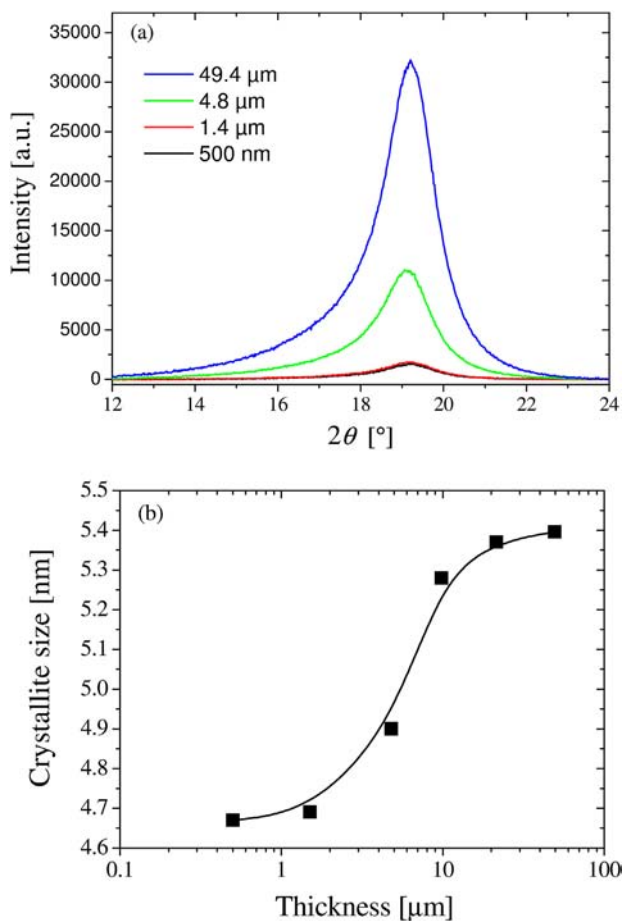 (a)
35000
30000
25000
20000
15000
10000
5000
0
Intensity [a.u.]
49.4 µm
4.8 µm
1.4 µm
500 nm
12 14 16 18 20 22 24
2θ [°]
(b)
5.5
5.4
5.3
5.2
5.1
5.0
4.9
4.8
4.7
4.6
Crystallite size [nm]
0.1 1 10 100
Thickness [µm]